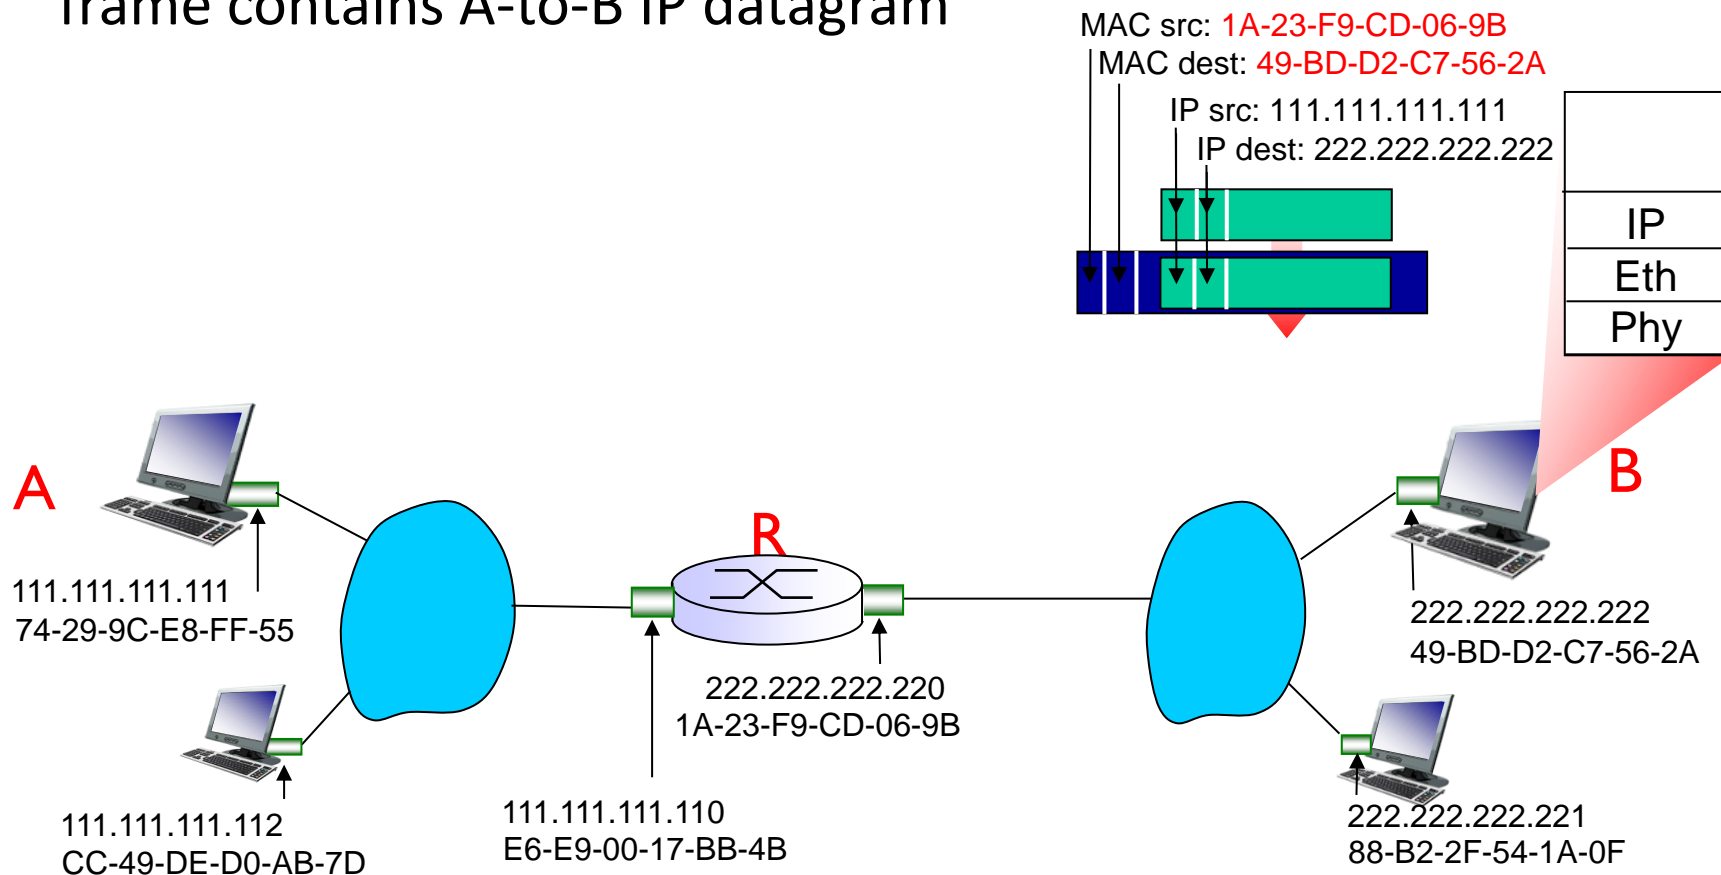 frame contains A-to-B IP datagram
MAC src: 1A-23-F9-CD-06-9B
MAC dest: 49-BD-D2-C7-56-2A
IP src: 111.111.111.111
IP dest: 222.222.222.222
IP
Eth
Phy
A
B
R
111.111.111.111
74-29-9C-E8-FF-55
222.222.222.222
49-BD-D2-C7-56-2A
222.222.222.220
1A-23-F9-CD-06-9B
111.111.111.112
CC-49-DE-D0-AB-7D
111.111.111.110
E6-E9-00-17-BB-4B
222.222.222.221
88-B2-2F-54-1A-0F